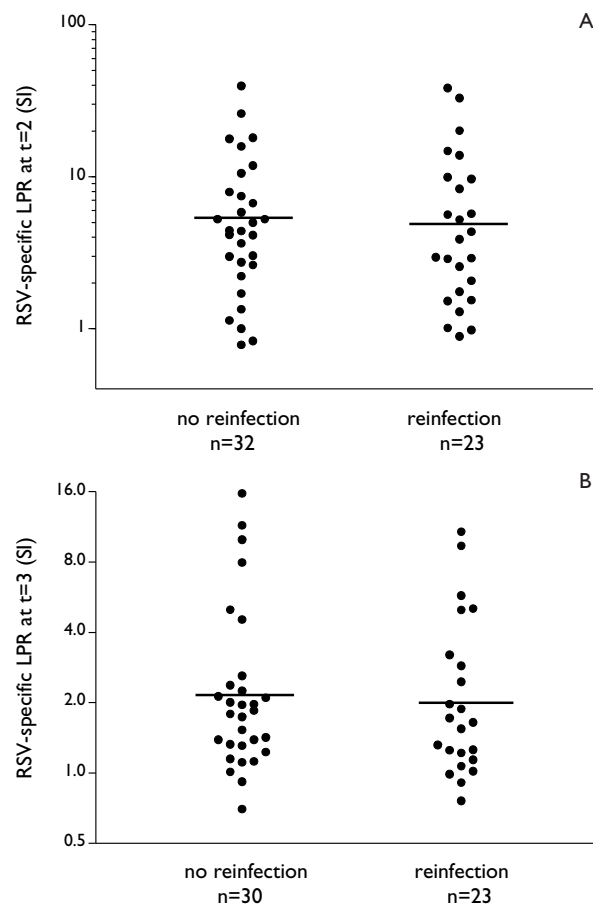 A
RSV-specific LPR at t=2 (SI)
100
10
1
no reinfection
n=32
reinfection
n=23
B
RSV-specific LPR at t=3 (SI)
16.0
8.0
4.0
2.0
1.0
0.5
no reinfection
n=30
reinfection
n=23